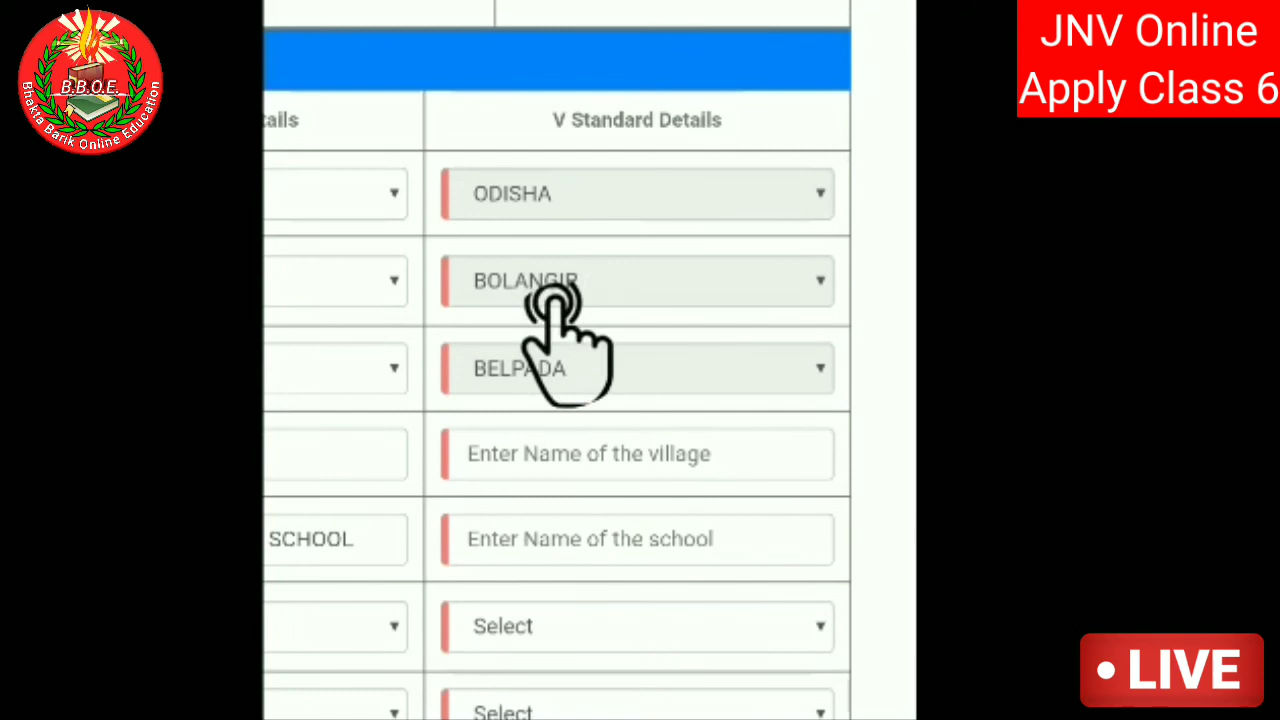 B.B.O.E.
Bhakta Barik Online Education
JNV Online
Apply Class 6
tails
V Standard Details
ODISHA
BOLANGIR
BELPADA
Enter Name of the village
SCHOOL
Enter Name of the school
Select
Select
• LIVE